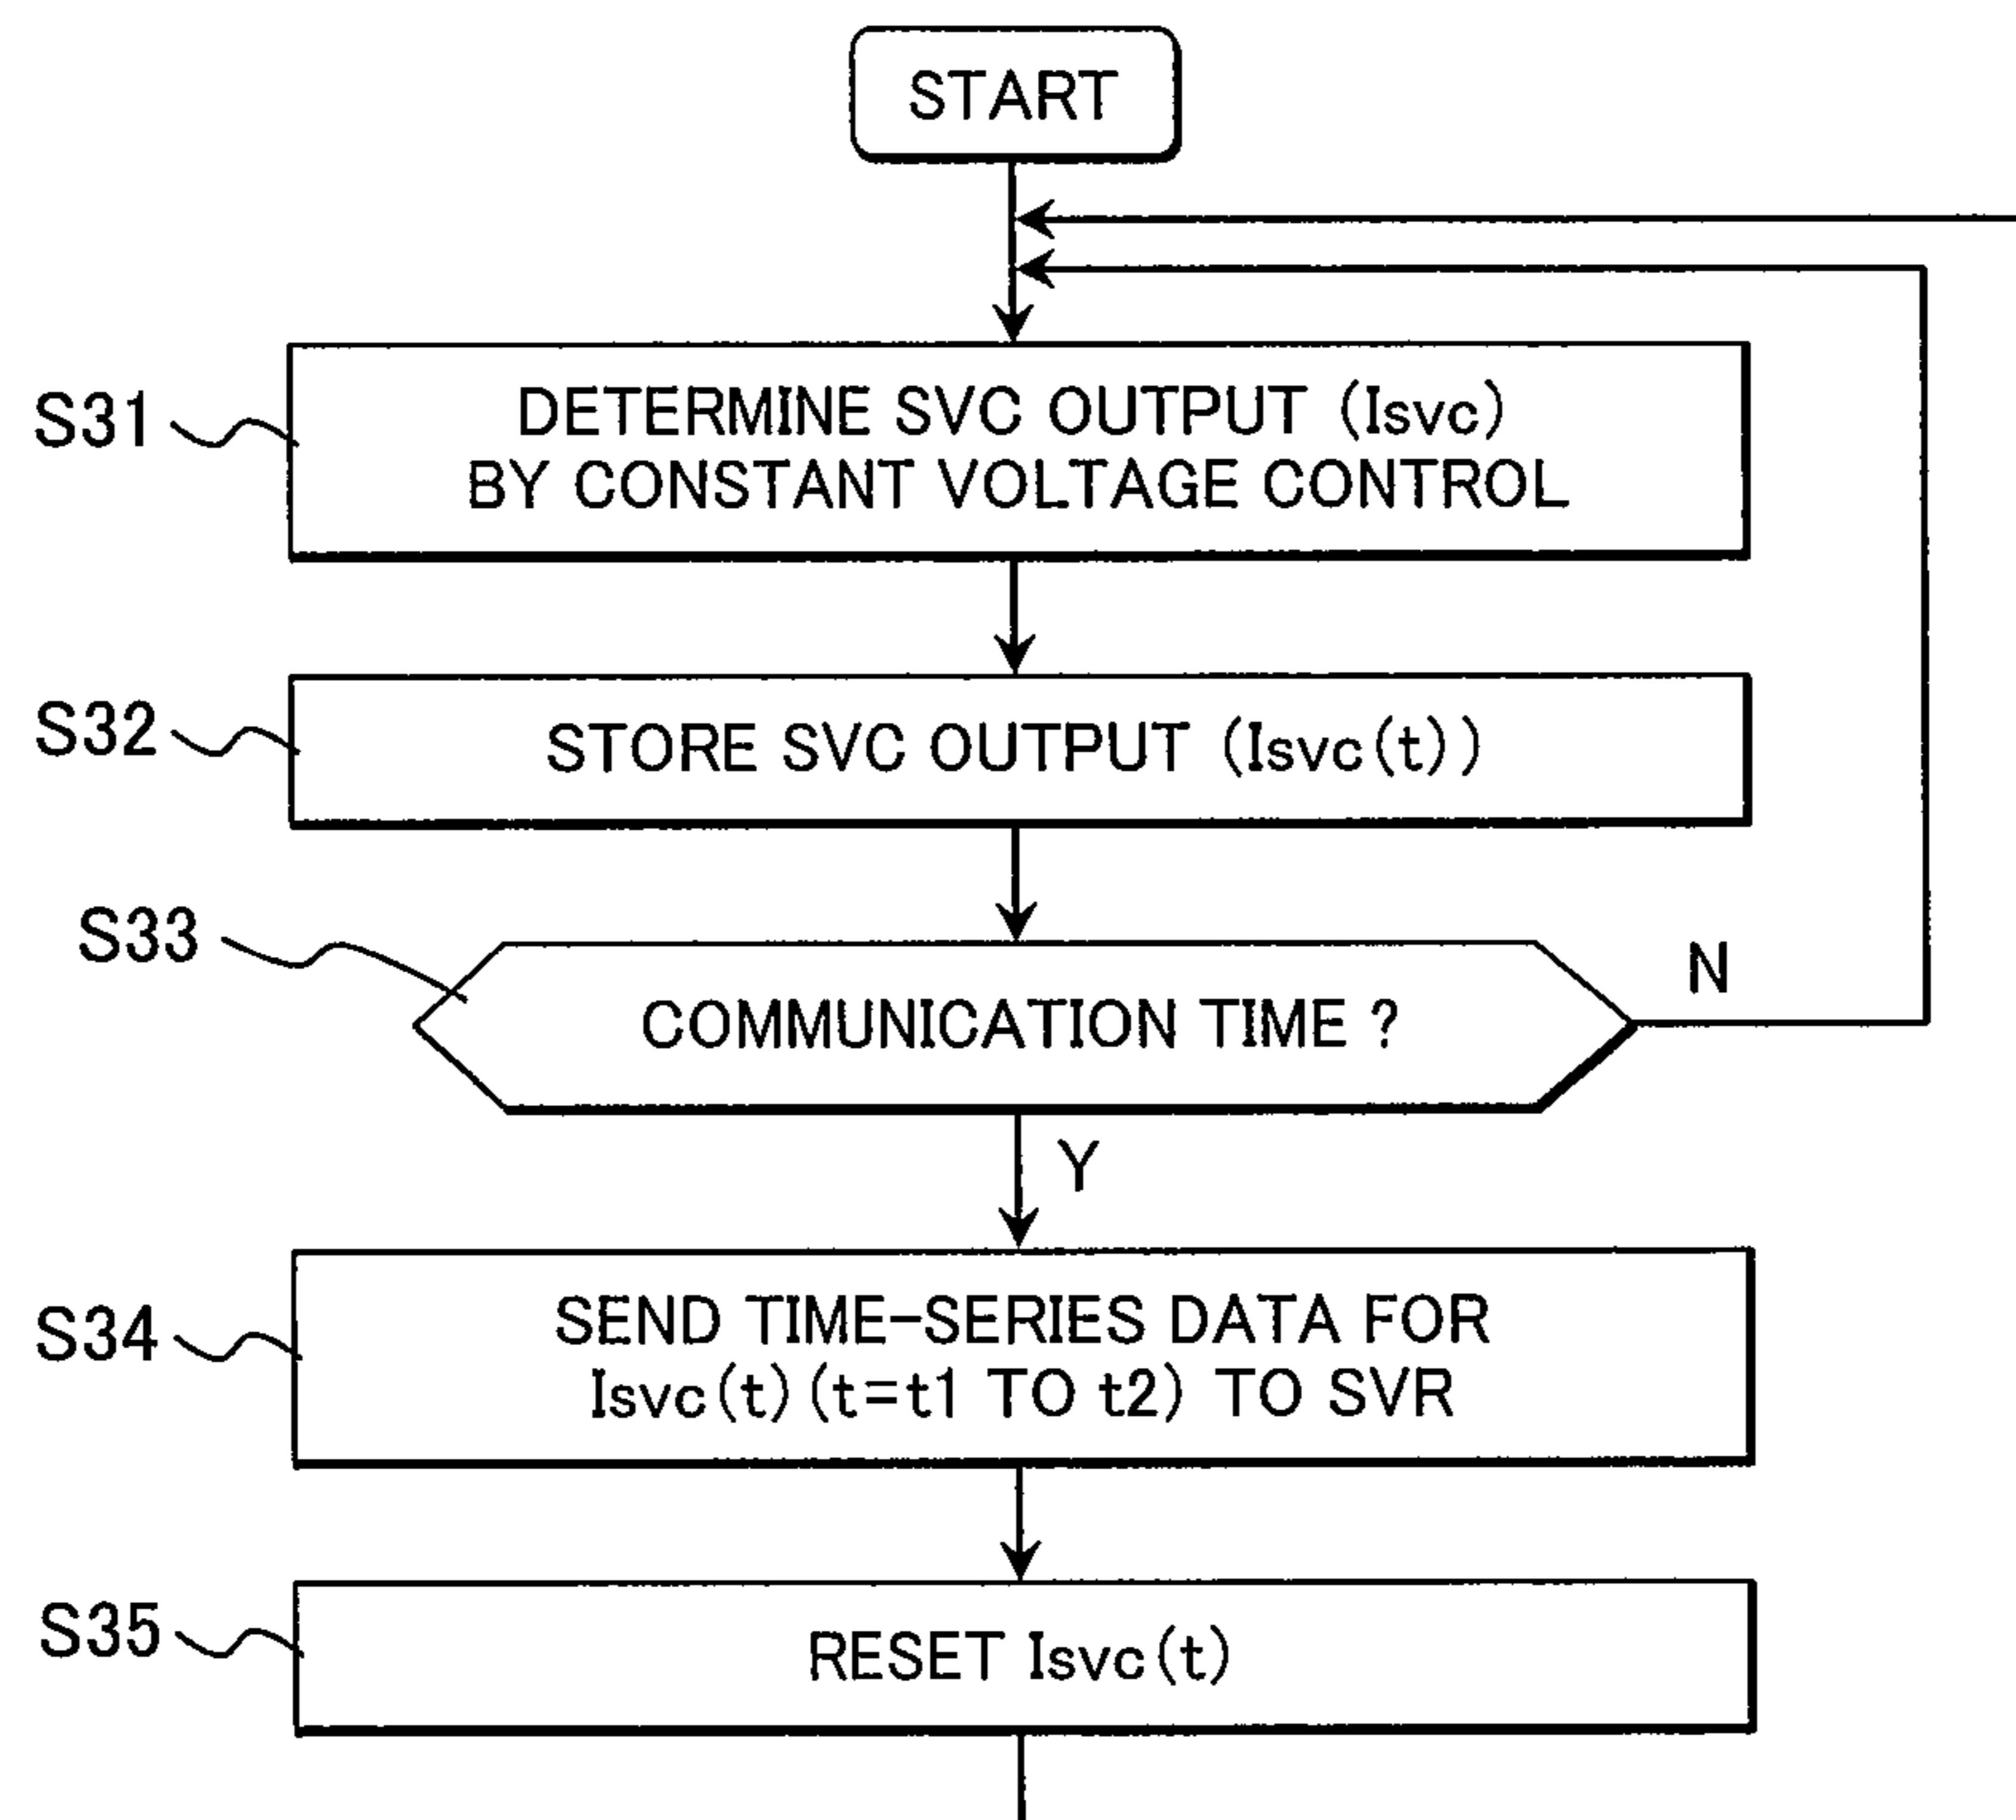 START
S31
DETERMINE SVC OUTPUT (Isvc)
BY CONSTANT VOLTAGE CONTROL
S32
STORE SVC OUTPUT (Isvc(t))
S33
COMMUNICATION TIME ?
N
Y
S34
SEND TIME-SERIES DATA FOR
Isvc(t)(t=t1 TO t2) TO SVR
S35
RESET Isvc(t)